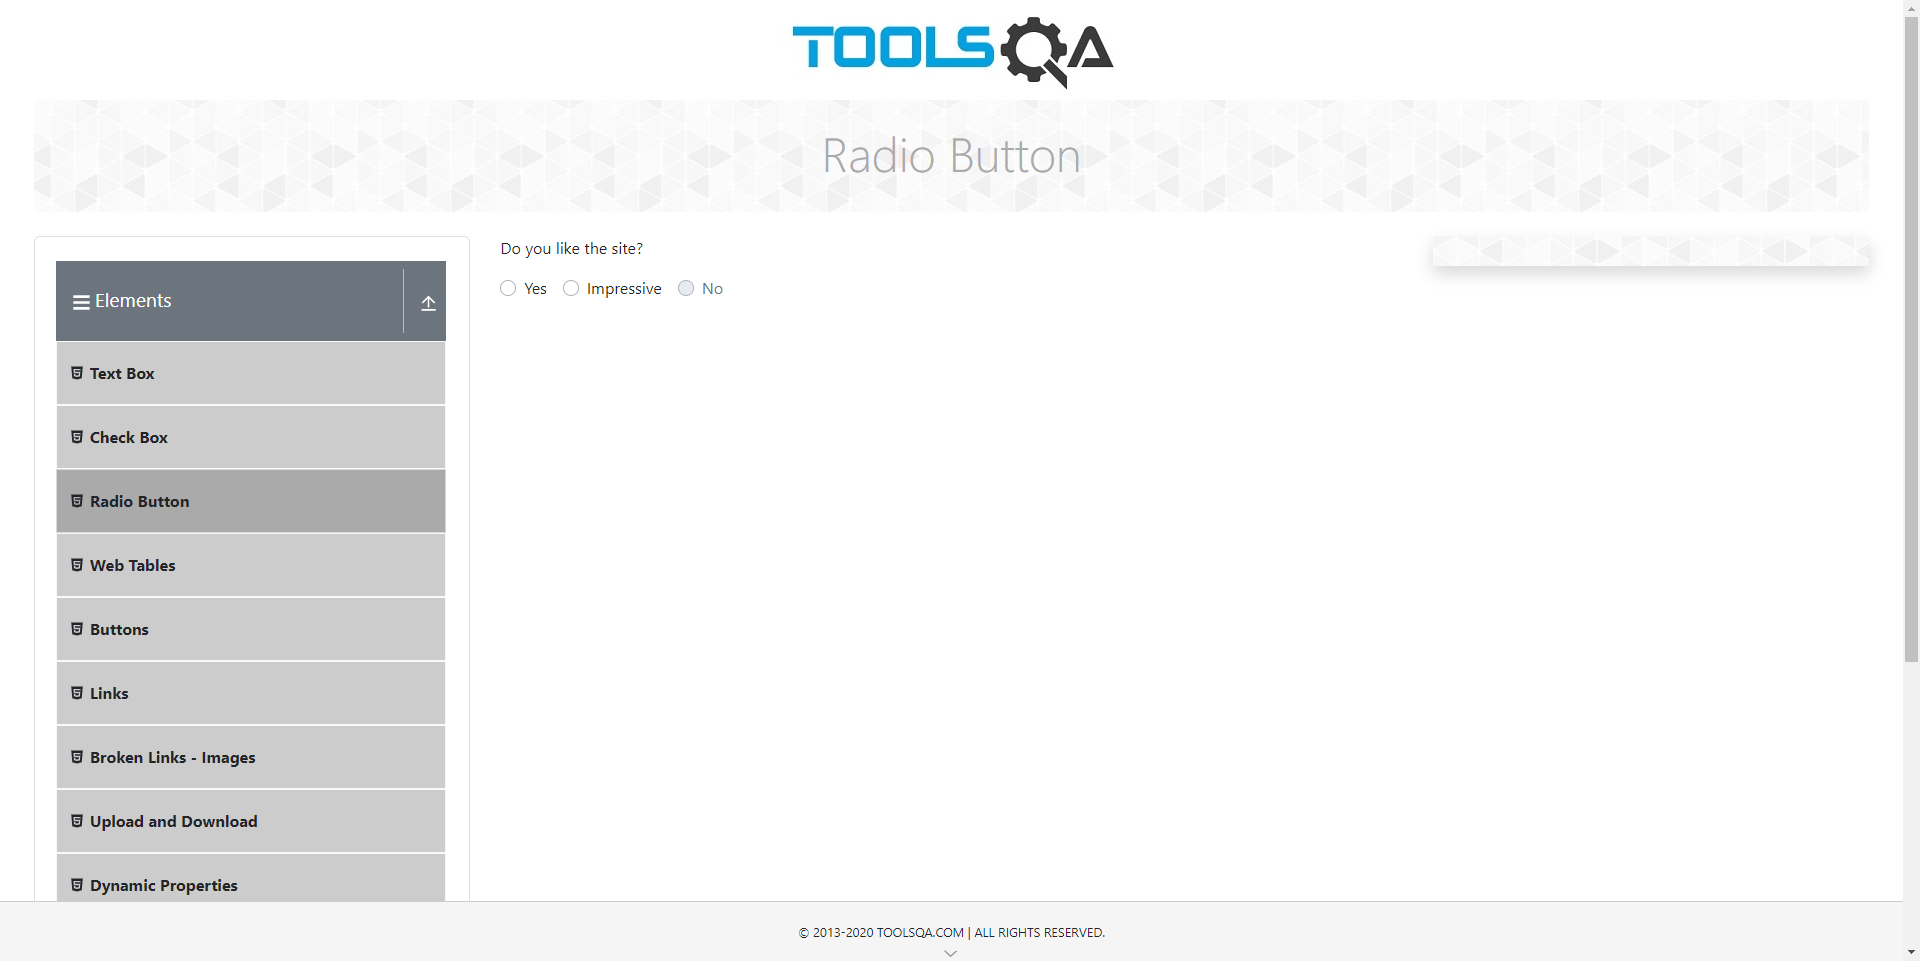 TOOLSQA
Radio Button
Elements
Text Box
Check Box
Radio Button
Web Tables
Buttons
Links
Broken Links - Images
Upload and Download
Dynamic Properties
Do you like the site?
Yes Impressive No
© 2013-2020 TOOLSQA.COM | ALL RIGHTS RESERVED.